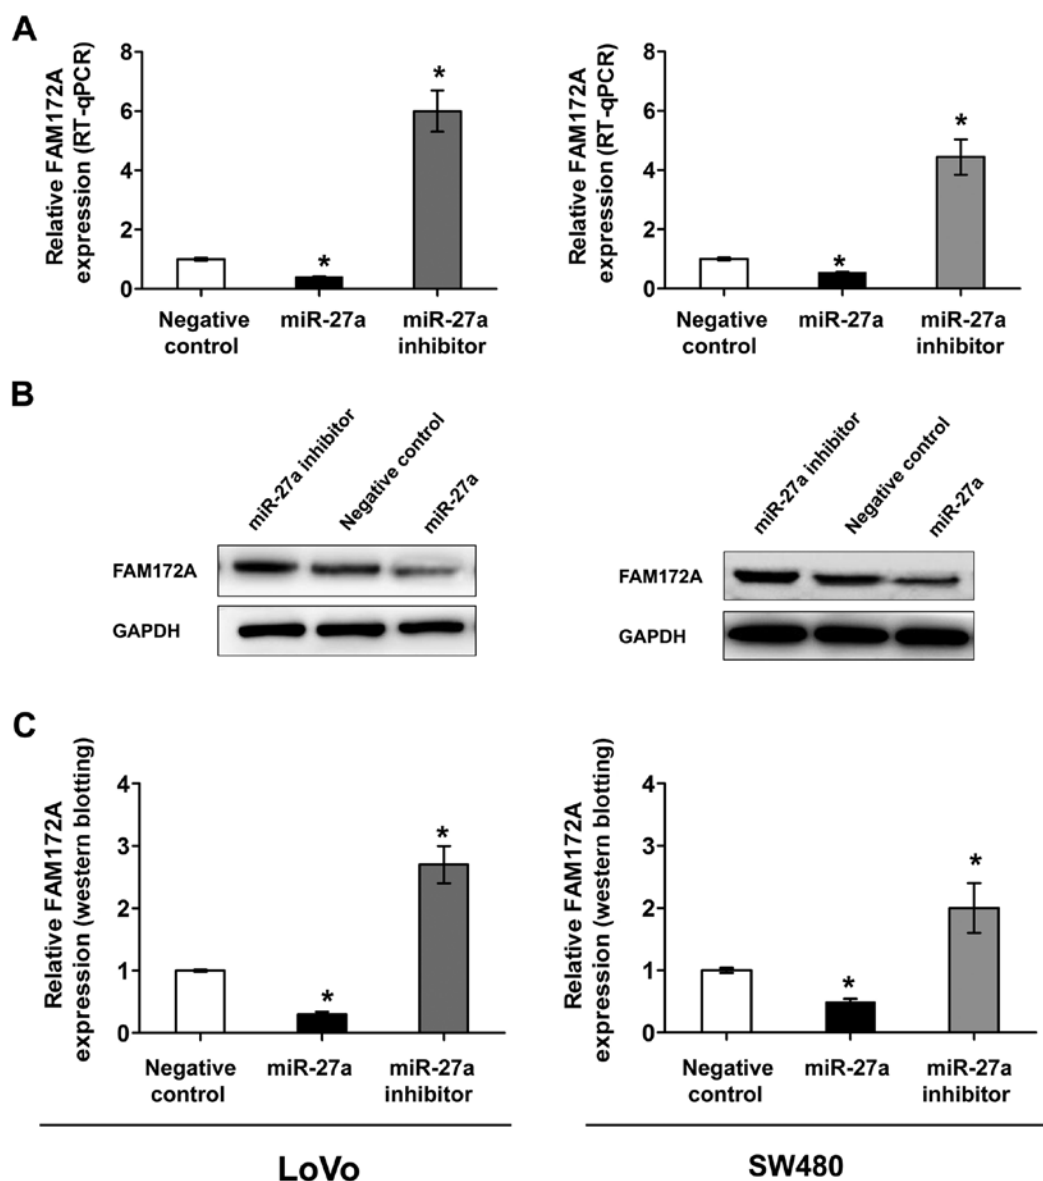 A
Relative FAM172A
expression (RT-qPCR)
8
6
4
2
0
*
*
Negative
control
miR-27a
miR-27a
inhibitor
Relative FAM172A
expression (RT-qPCR)
8
6
4
2
0
*
*
Negative
control
miR-27a
miR-27a
inhibitor
B
miR-27a inhibitor
Negative control
miR-27a
FAM172A
GAPDH
miR-27a inhibitor
Negative control
miR-27a
FAM172A
GAPDH
C
Relative FAM172A
expression (western blotting)
4
3
2
1
0
*
*
Negative
control
miR-27a
miR-27a
inhibitor
LoVo
Relative FAM172A
expression (western blotting)
4
3
2
1
0
*
*
Negative
control
miR-27a
miR-27a
inhibitor
SW480